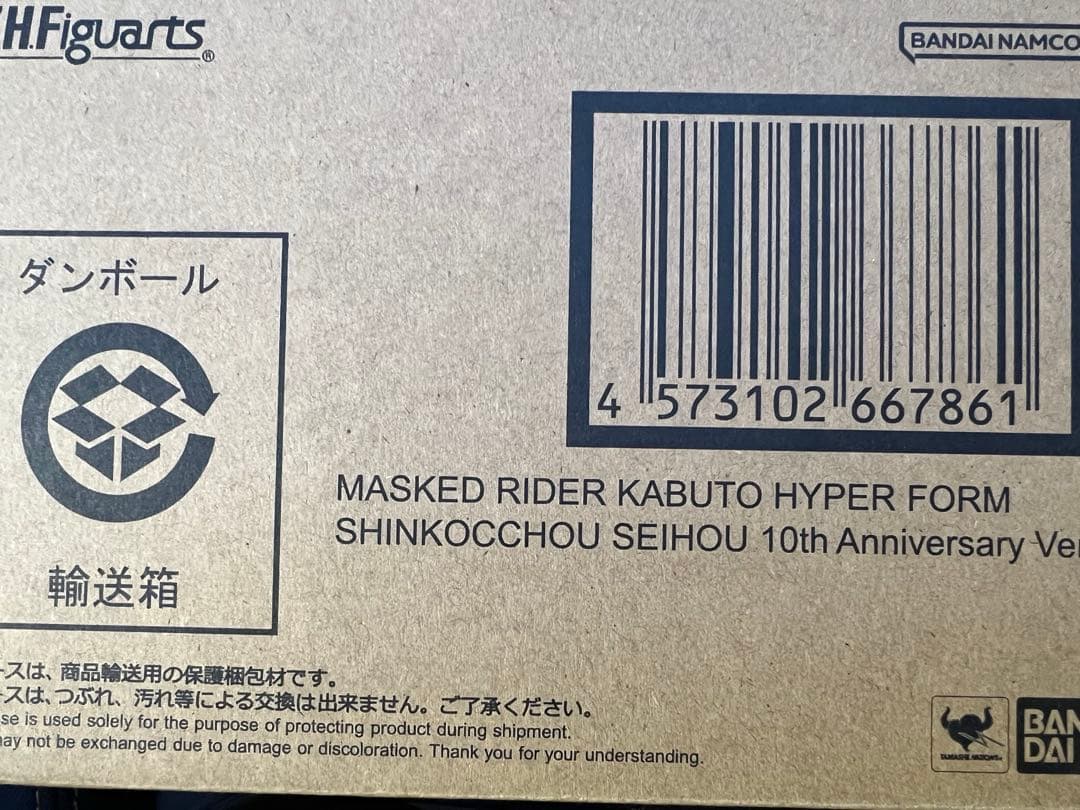 S.H.Figuarts®
BANDAI NAMCO
ダンボール
4 573102 667861
MASKED RIDER KABUTO HYPER FORM
SHINKOCCHOU SEIHOU 10th Anniversary Ver
輸送箱
ースは、商品輸送用の保護梱包材です。
ースは、つぶれ、汚れ等による交換は出来ません。ご了承ください。
se is used solely for the purpose of protecting product during shipment.
may not be exchanged due to damage or discoloration. Thank you for your understanding.
TAMASHII NATIONS
BAN
DAI